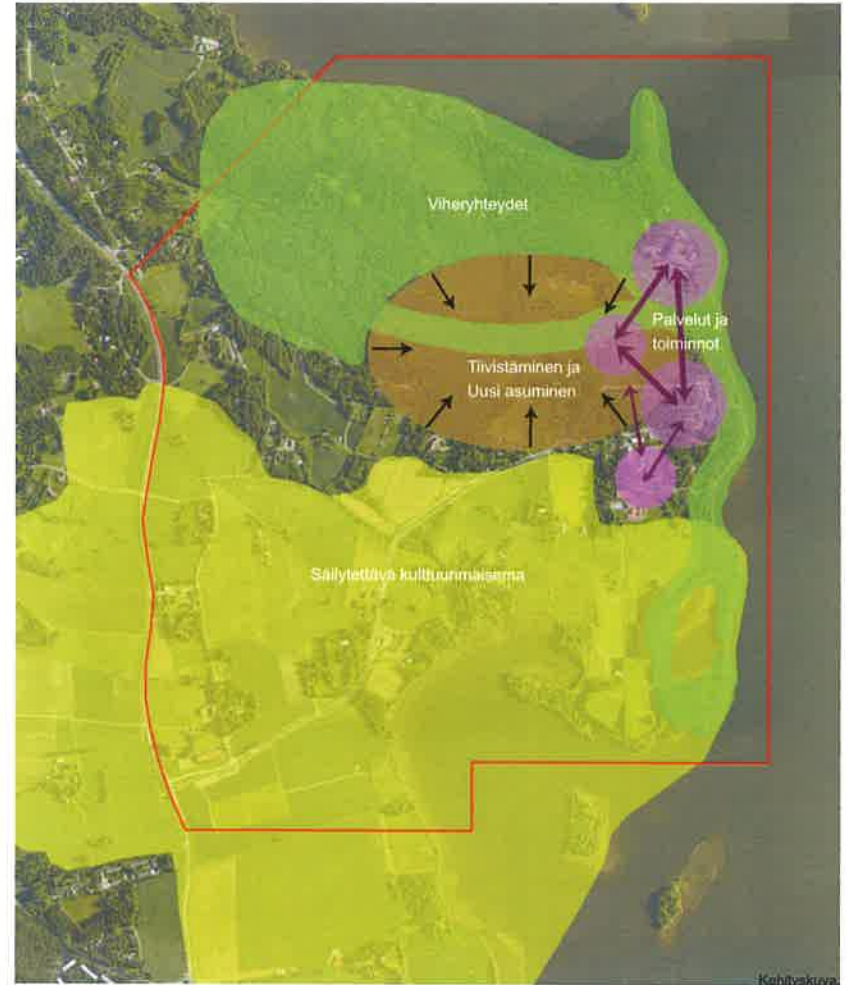 Viheryhteydet
Palvelut ja
toiminnot
Tiivistäminen ja
Uusi asuminen
Säilytettävä kulttuurimaisema
Kehityskuva